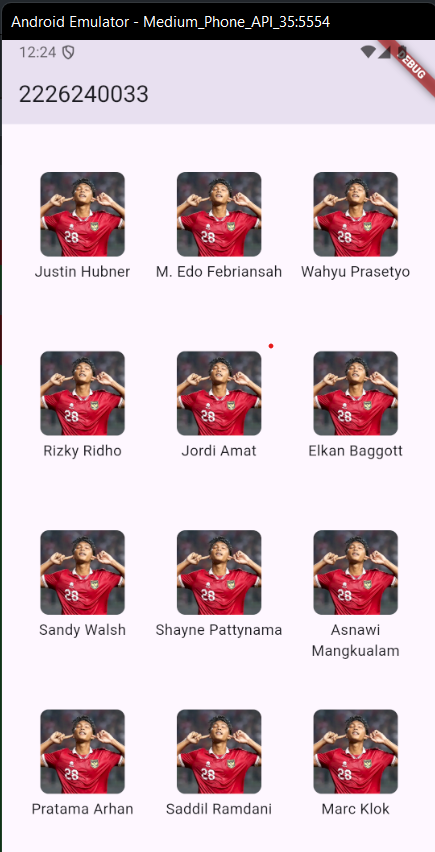 Android Emulator - Medium_Phone_API_35:5554
12:24
DEBUG
2226240033
28 28 28
Justin Hubner M. Edo Febriansah Wahyu Prasetyo
28 28 28
Rizky Ridho Jordi Amat Elkan Baggott
28 28 28
Sandy Walsh Shayne Pattynama Asnawi
Mangkualam
28 28 28
Pratama Arhan Saddil Ramdani Marc Klok